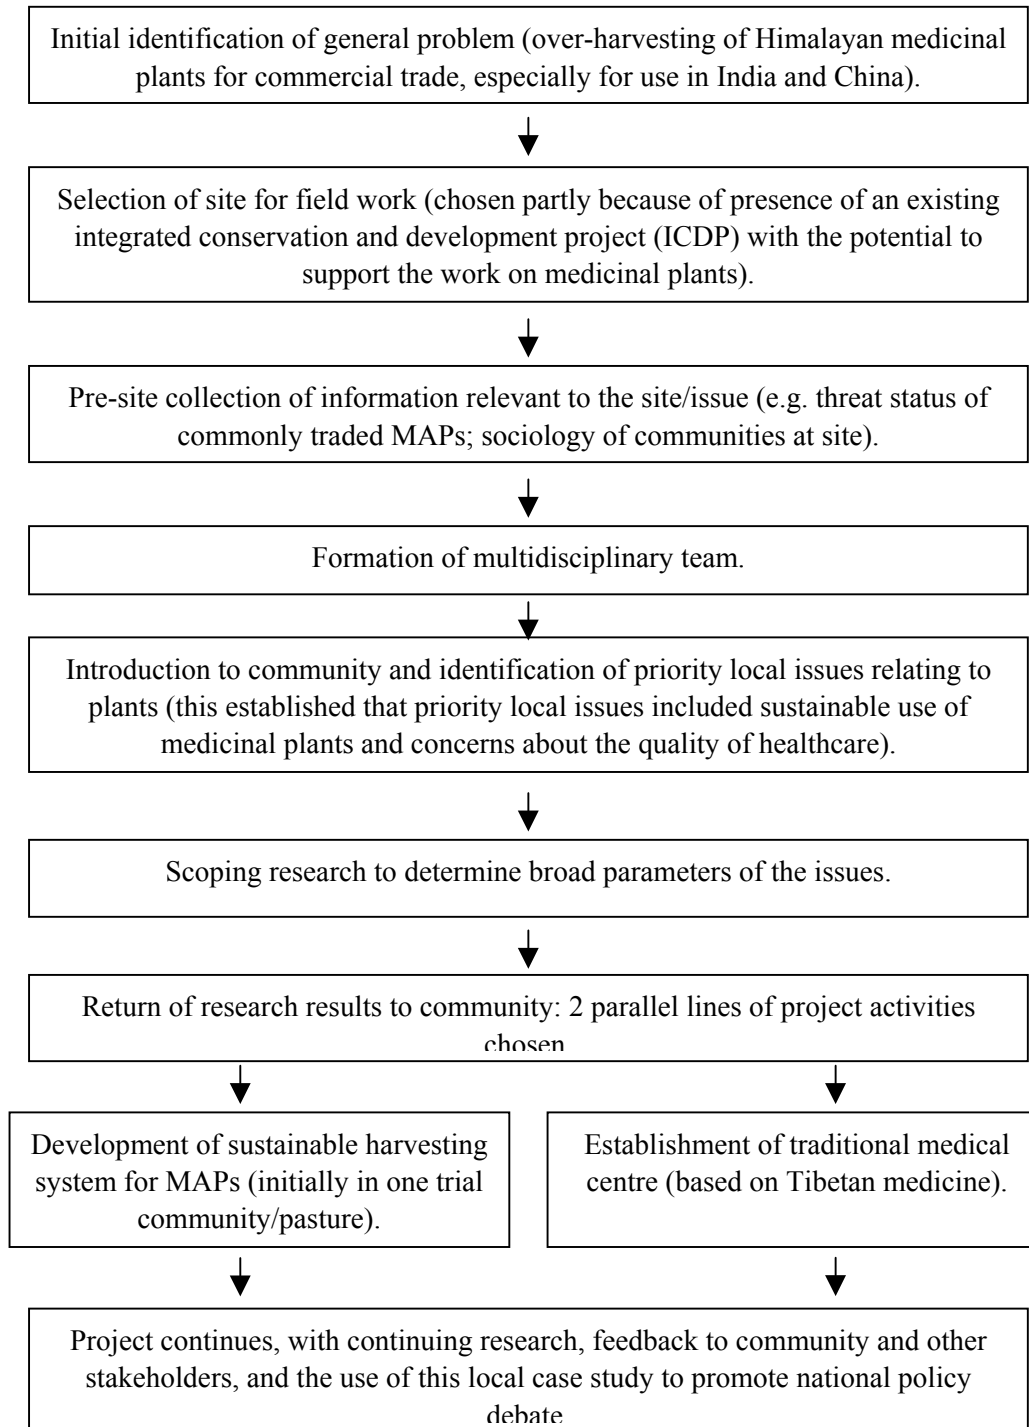 Initial identification of general problem (over-harvesting of Himalayan medicinal
plants for commercial trade, especially for use in India and China).
Selection of site for field work (chosen partly because of presence of an existing
integrated conservation and development project (ICDP) with the potential to
support the work on medicinal plants).
Pre-site collection of information relevant to the site/issue (e.g. threat status of
commonly traded MAPs; sociology of communities at site).
Formation of multidisciplinary team.
Introduction to community and identification of priority local issues relating to
plants (this established that priority local issues included sustainable use of
medicinal plants and concerns about the quality of healthcare).
Scoping research to determine broad parameters of the issues.
Return of research results to community: 2 parallel lines of project activities
chosen
Development of sustainable harvesting
system for MAPs (initially in one trial
community/pasture).
Establishment of traditional medical
centre (based on Tibetan medicine).
Project continues, with continuing research, feedback to community and other
stakeholders, and the use of this local case study to promote national policy
debate